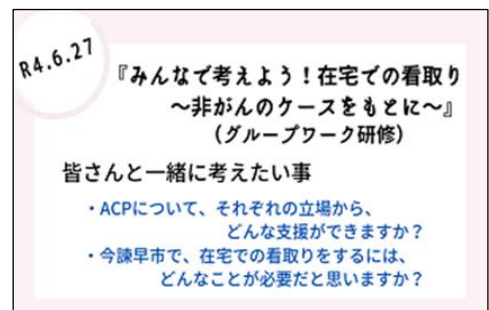 R4.6.27
『みんなで考えよう！在宅での看取り
～非がんのケースをもとに～』
（グループワーク研修）
皆さんと一緒に考えたい事
・ACPについて、それぞれの立場から、
どんな支援ができますか？
・今諫早市で、在宅での看取りをするには、
どんなことが必要だと思いますか？